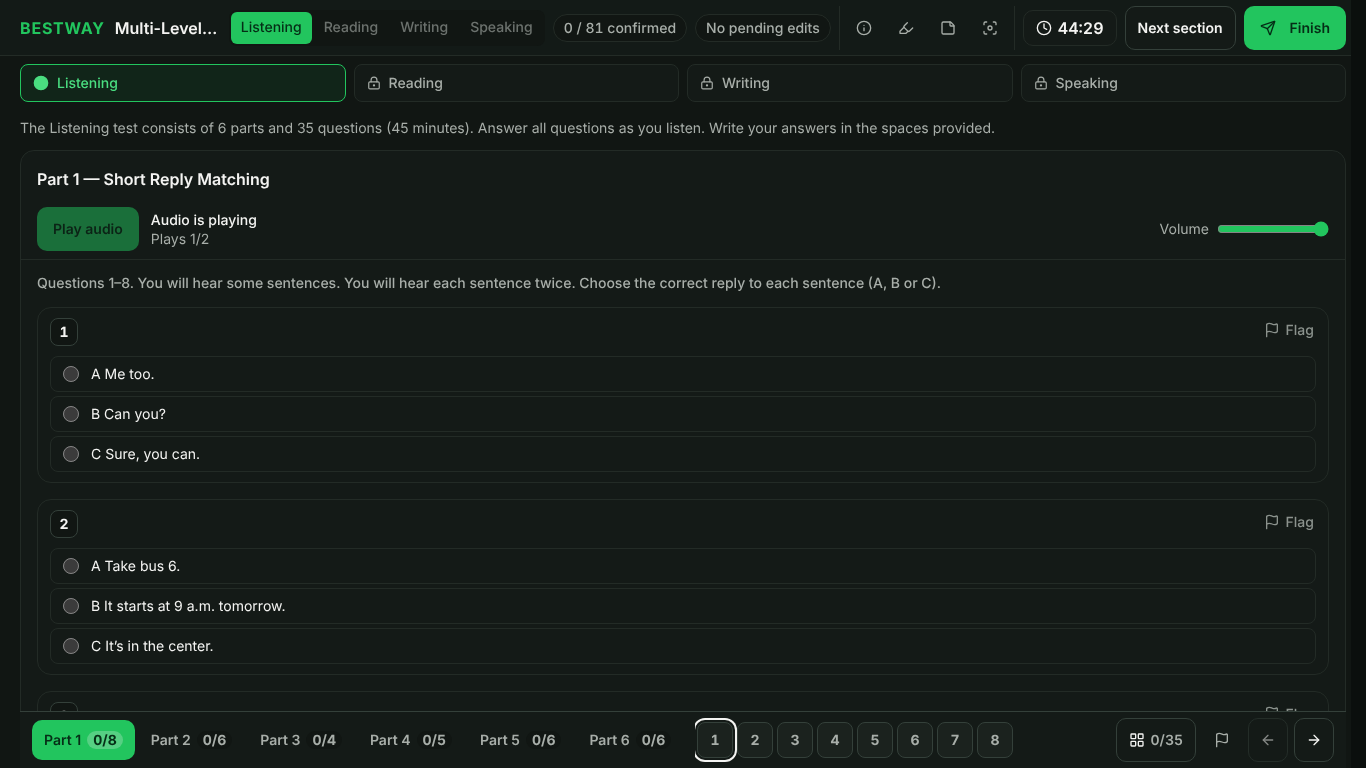 BESTWAY Multi-Level... Listening Reading Writing Speaking 0 / 81 confirmed No pending edits 44:29 Next section Finish
Listening Reading Writing Speaking
The Listening test consists of 6 parts and 35 questions (45 minutes). Answer all questions as you listen. Write your answers in the spaces provided.
Part 1 — Short Reply Matching
Play audio
Audio is playing
Plays 1/2
Volume
Questions 1–8. You will hear some sentences. You will hear each sentence twice. Choose the correct reply to each sentence (A, B or C).
1 Flag
A Me too.
B Can you?
C Sure, you can.
2 Flag
A Take bus 6.
B It starts at 9 a.m. tomorrow.
C It’s in the center.
Part 1 0/8 Part 2 0/6 Part 3 0/4 Part 4 0/5 Part 5 0/6 Part 6 0/6 1 2 3 4 5 6 7 8 0/35